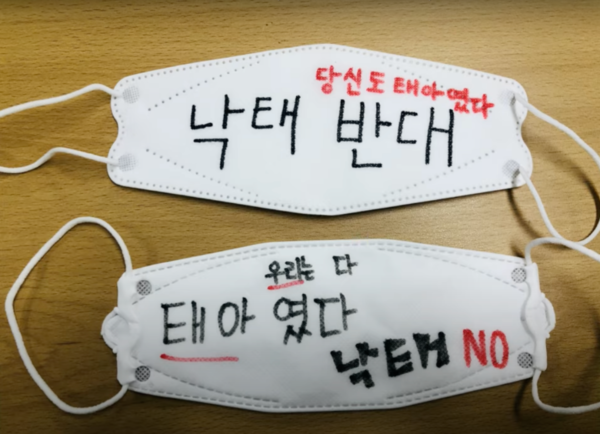 당신도 태아였다
낙태 반대
우리는 다
태아 였다
낙태 NO